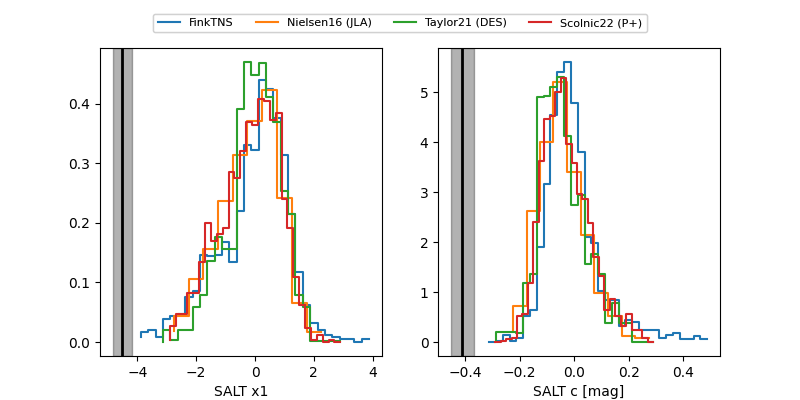 FinkTNS Nielsen16 (JLA) Taylor21 (DES) Scolnic22 (P+)
0.4
0.3
0.2
0.1
0.0
−4 −2 0 2 4
SALT x1
5
4
3
2
1
0
−0.4 −0.2 0.0 0.2 0.4
SALT c [mag]